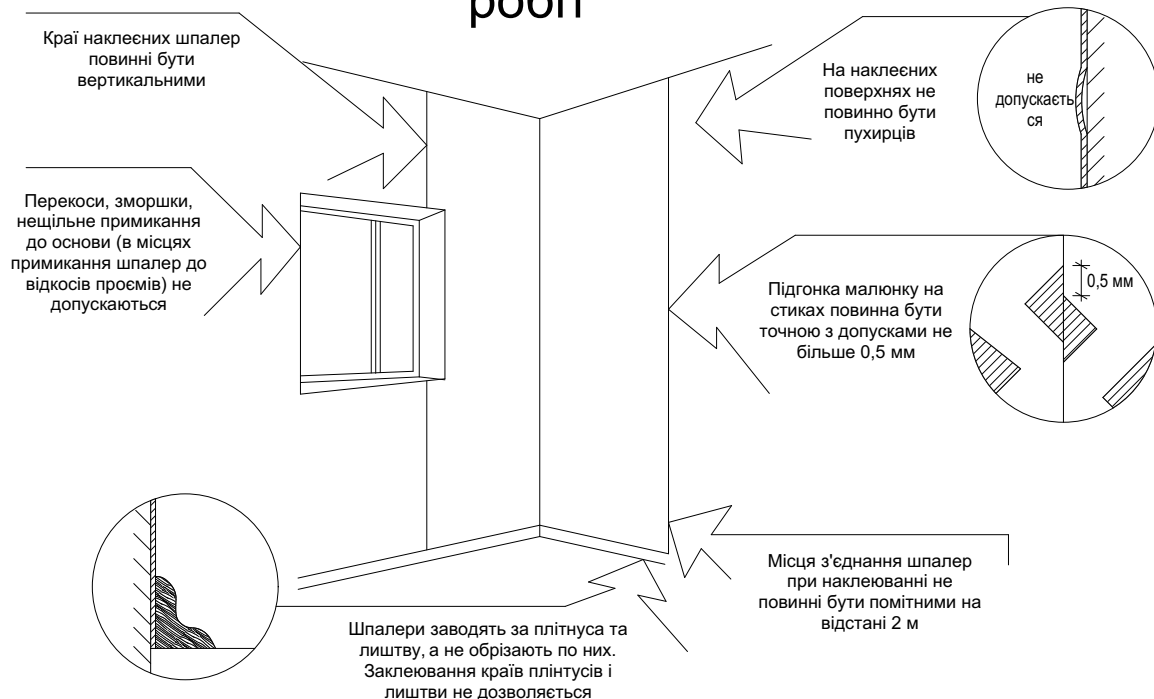 робіт
Краї наклеєних шпалер
повинні бути
вертикальними
На наклеєних
поверхнях не
повинно бути
пухирців
не
допускаєть
ся
Перекоси, зморшки,
нещільне примикання
до основи (в місцях
примикання шпалер до
відкосів проємів) не
допускаються
Підгонка малюнку на
стиках повинна бути
точною з допусками не
більше 0,5 мм
0,5 мм
Місця з'єднання шпалер
при наклеюванні не
повинні бути помітними на
відстані 2 м
Шпалери заводять за плітнуса та
лиштву, а не обрізають по них.
Заклеювання країв плінтусів і
лиштви не дозволяється